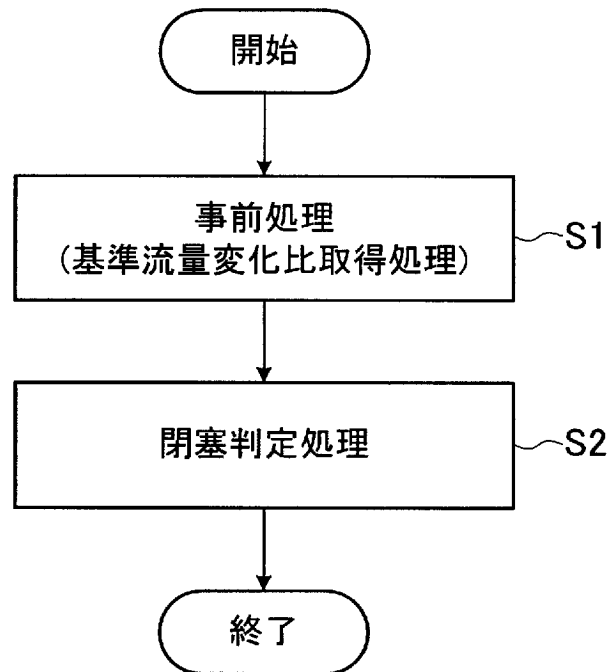 開始
事前処理
(基準流量変化比取得処理)
S1
閉塞判定処理
S2
終了